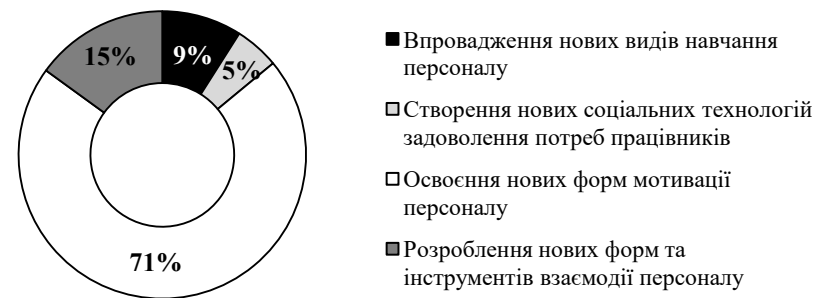 15%
9%
5%
71%
Впровадження нових видів навчання
персоналу
Створення нових соціальних технологій
задоволення потреб працівників
Освоєння нових форм мотивації
персоналу
Розроблення нових форм та
інструментів взаємодії персоналу